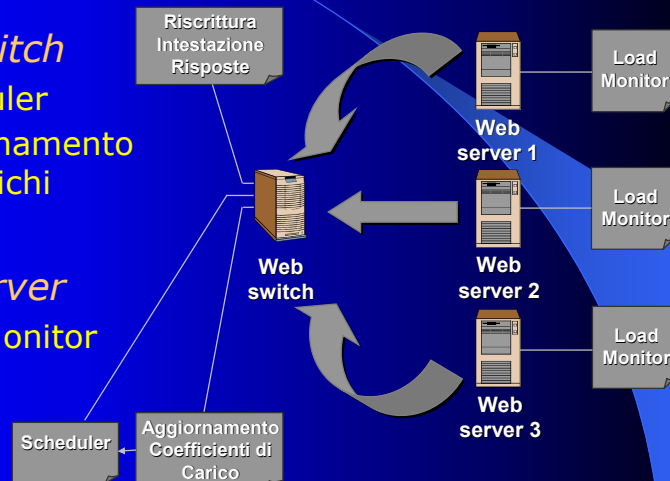 itch
uler
namento
ichi
rver
onitor
Riscrittura
Intestazione
Risposte
Web
switch
Scheduler
Aggiornamento
Coefficienti di
Carico
Web
server 1
Load
Monitor
Web
server 2
Load
Monitor
Web
server 3
Load
Monitor